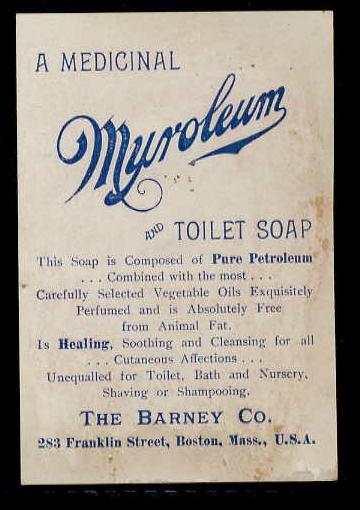 A MEDICINAL
Myroleum
AND TOILET SOAP
This Soap is Composed of Pure Petroleum
. . . Combined with the most . . .
Carefully Selected Vegetable Oils Exquisitely
Perfumed and is Absolutely Free
from Animal Fat.
Is Healing, Soothing and Cleansing for all
. . . Cutaneous Affections . . .
Unequalled for Toilet, Bath and Nursery,
Shaving or Shampooing.
THE BARNEY CO.
283 Franklin Street, Boston, Mass., U.S.A.